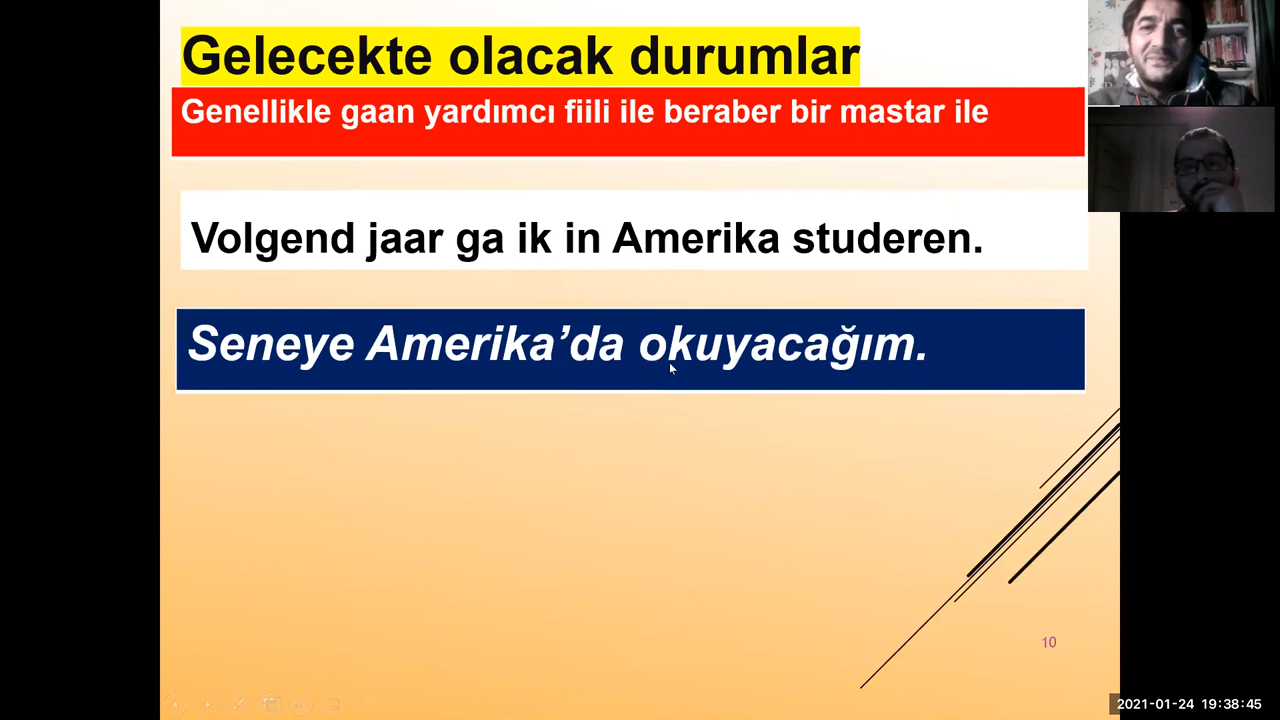 Gelecekte olacak durumlar
Genellikle gaan yardımcı fiili ile beraber bir mastar ile
Volgend jaar ga ik in Amerika studeren.
Seneye Amerika’da okuyacağım.
10
2021-01-24 19:38:45